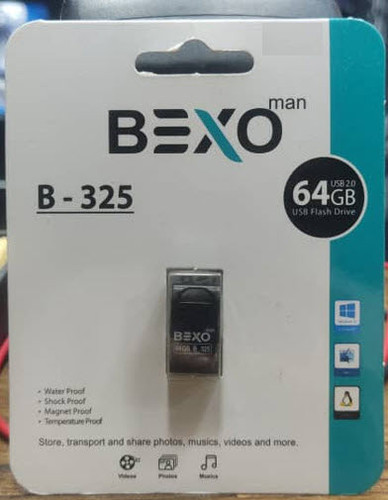 BEXO man
B - 325
64GB USB 2.0
USB Flash Drive
BEXO man
64GB B 325
• Water Proof
• Shock Proof
• Magnet Proof
• Temperature Proof
Store, transport and share photos, musics, videos and more.
Videos Photos Musics